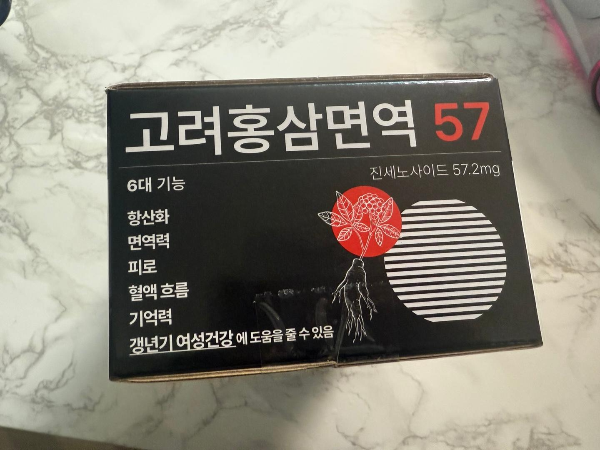 고려홍삼면역 57
진세노사이드 57.2mg
6대 기능
항산화
면역력
피로
혈액 흐름
기억력
갱년기 여성건강에 도움을 줄 수 있음